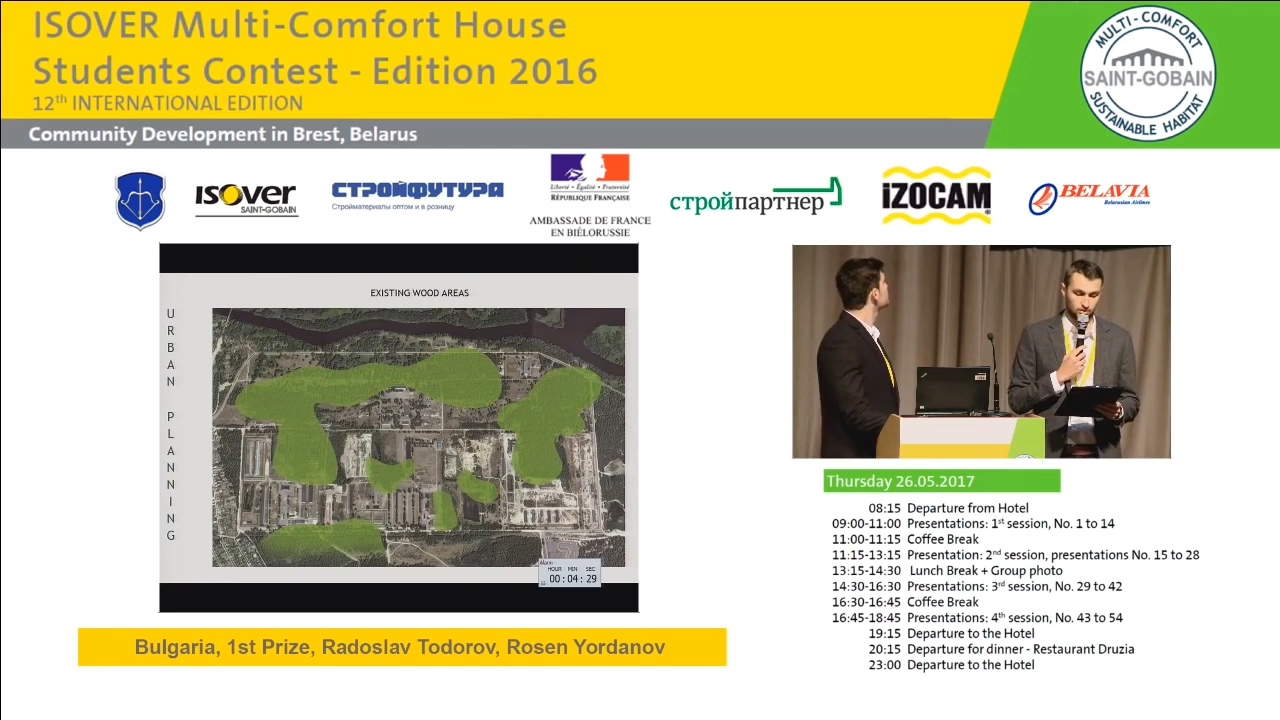 ISOVER Multi-Comfort House
Students Contest - Edition 2016
12th INTERNATIONAL EDITION
Community Development in Brest, Belarus
MULTI-COMFORT
SAINT-GOBAIN
SUSTAINABLE HABITAT
isover
SAINT-GOBAIN
СТРОЙФУТУРА
Стройматериалы оптом и в розницу
Liberté • Égalité • Fraternité
RÉPUBLIQUE FRANÇAISE
AMBASSADE DE FRANCE
EN BIÉLORUSSIE
стройпартнер
iZOCAM
BELAVIA
Belarusian Airlines
EXISTING WOOD AREAS
URBAN PLANNING
Alarm
HOUR MIN SEC
00:04:29
Bulgaria, 1st Prize, Radoslav Todorov, Rosen Yordanov
Thursday 26.05.2017
08:15 Departure from Hotel
09:00-11:00 Presentations: 1st session, No. 1 to 14
11:00-11:15 Coffee Break
11:15-13:15 Presentation: 2nd session, presentations No. 15 to 28
13:15-14:30 Lunch Break + Group photo
14:30-16:30 Presentations: 3rd session, No. 29 to 42
16:30-16:45 Coffee Break
16:45-18:45 Presentations: 4th session, No. 43 to 54
19:15 Departure to the Hotel
20:15 Departure for dinner - Restaurant Druzia
23:00 Departure to the Hotel